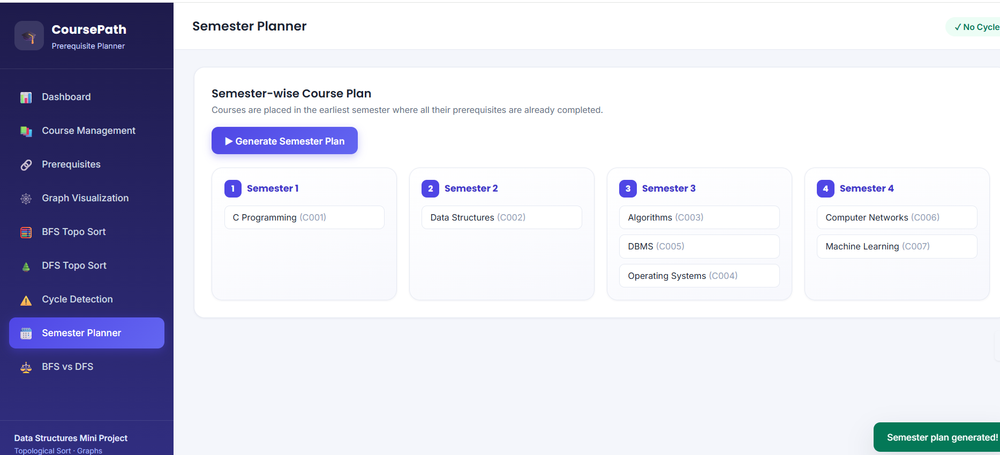 CoursePath
Prerequisite Planner
Dashboard
Course Management
Prerequisites
Graph Visualization
BFS Topo Sort
DFS Topo Sort
Cycle Detection
Semester Planner
BFS vs DFS
Data Structures Mini Project
Topological Sort · Graphs
Semester Planner
✓ No Cycle
Semester-wise Course Plan
Courses are placed in the earliest semester where all their prerequisites are already completed.
▶ Generate Semester Plan
1 Semester 1
C Programming (C001)
2 Semester 2
Data Structures (C002)
3 Semester 3
Algorithms (C003)
DBMS (C005)
Operating Systems (C004)
4 Semester 4
Computer Networks (C006)
Machine Learning (C007)
Semester plan generated!